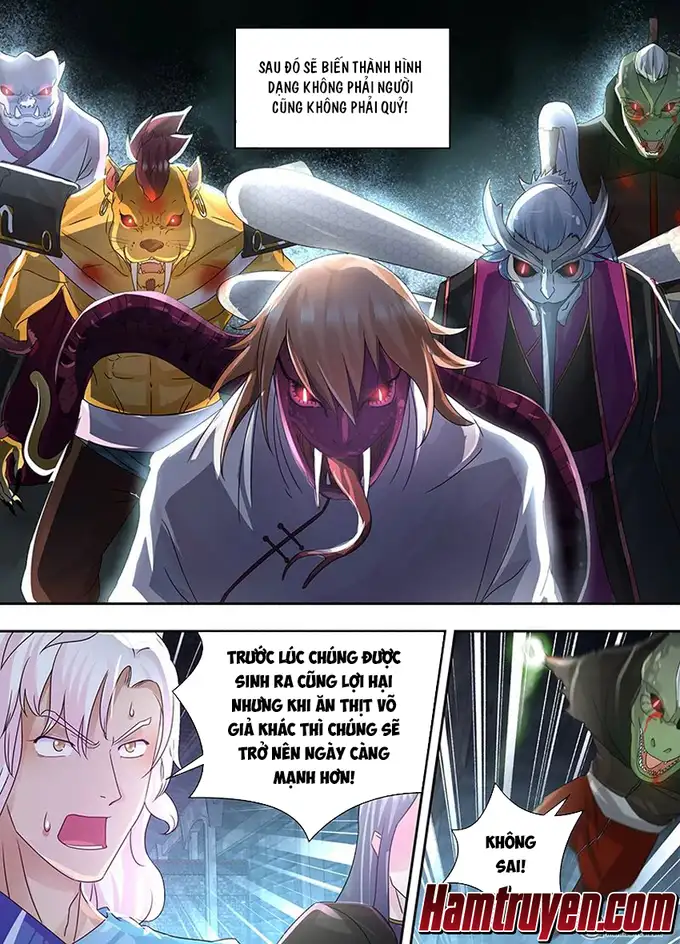 SAU ĐÓ SẼ BIẾN THÀNH HÌNH
DẠNG KHÔNG PHẢI NGƯỜI
CŨNG KHÔNG PHẢI QUỶ!
TRƯỚC LÚC CHÚNG ĐƯỢC
SINH RA CŨNG LỢI HẠI
NHƯNG KHI ĂN THỊT VÕ
GIẢ KHÁC THÌ CHÚNG SẼ
TRỞ NÊN NGÀY CÀNG
MẠNH HƠN!
KHÔNG
SAI!
Hamtruyen.com